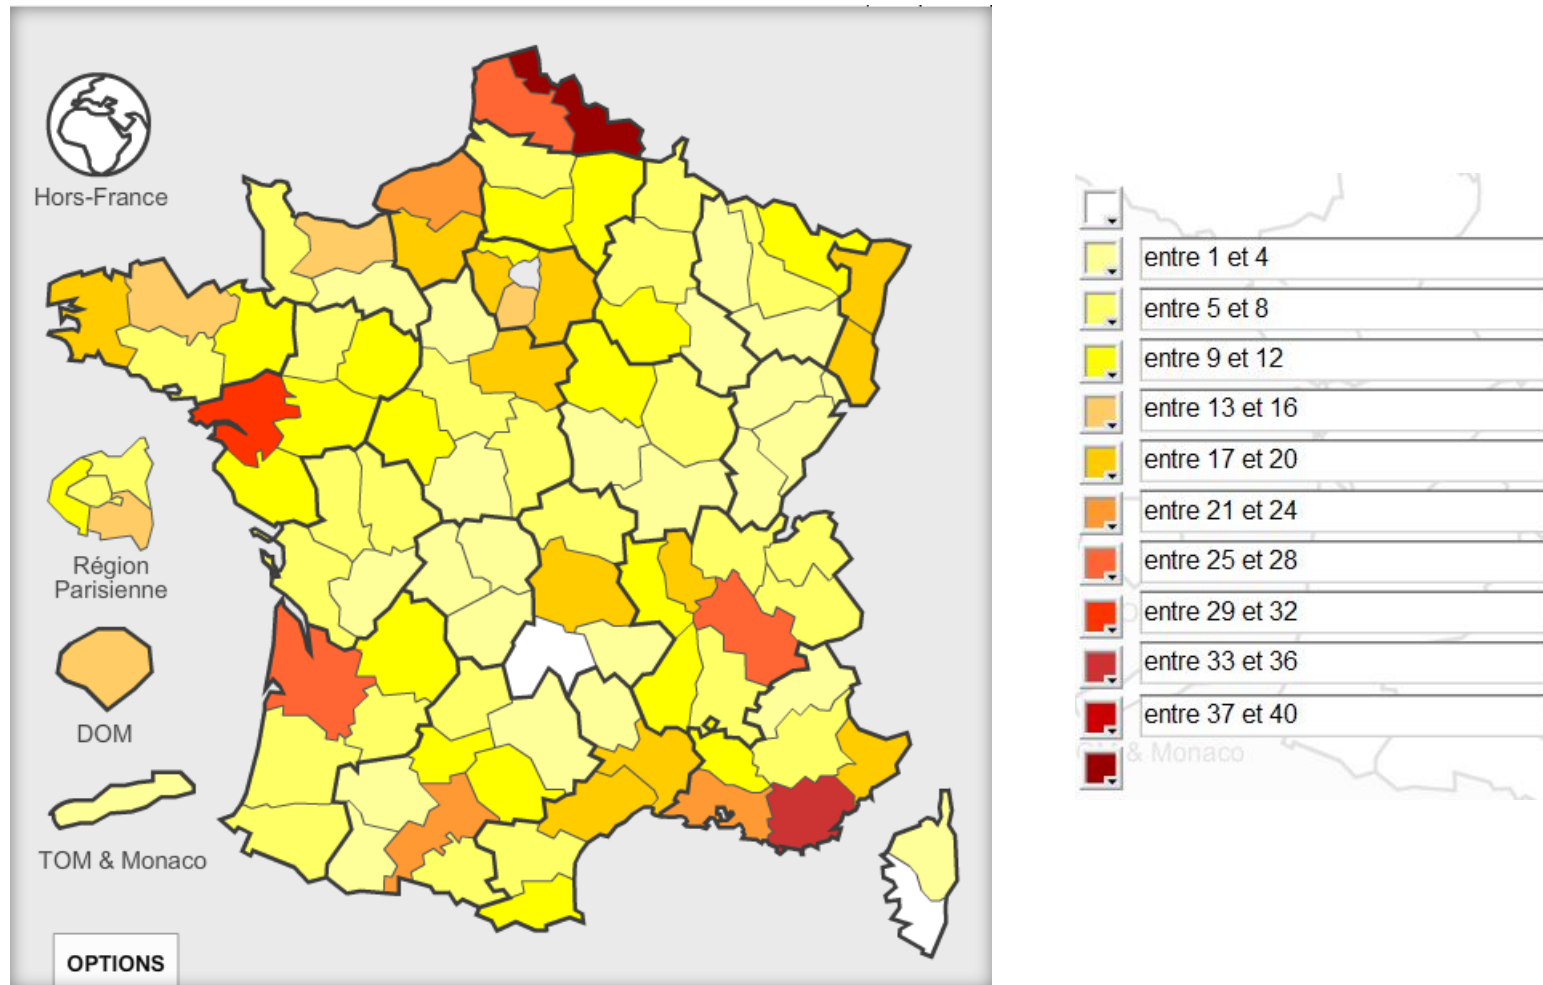 Hors-France
Région
Parisienne
DOM
TOM & Monaco
OPTIONS
entre 1 et 4
entre 5 et 8
entre 9 et 12
entre 13 et 16
entre 17 et 20
entre 21 et 24
entre 25 et 28
entre 29 et 32
entre 33 et 36
entre 37 et 40
& Monaco